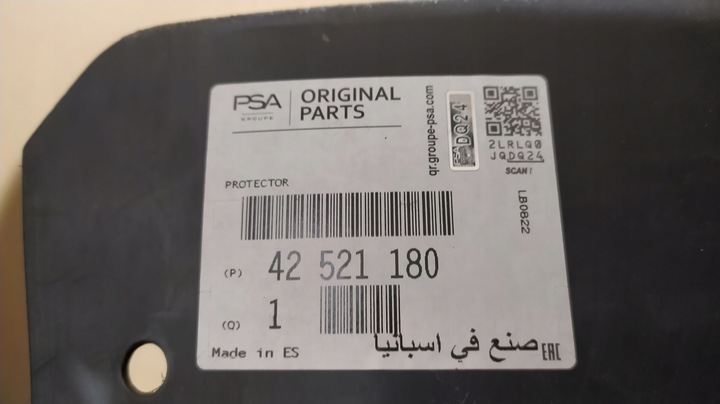 PSA
GROUPE
ORIGINAL
PARTS
qr.groupe-psa.com
PSA
DQ24
2LRLQ0
JQDQ24
SCAN!
LB0822
PROTECTOR
(P) 42 521 180
(Q) 1
Made in ES
صنع في اسبانيا
EAC